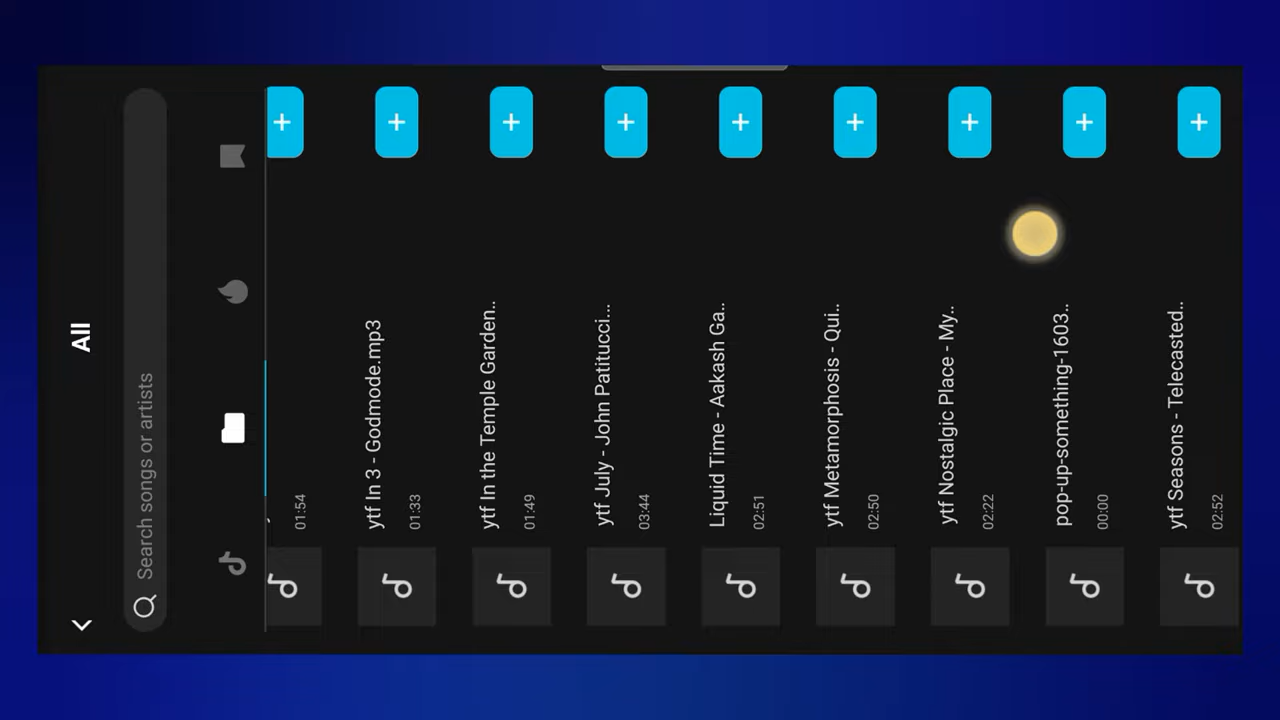 All
Search songs or artists
01:54
ytf In 3 - Godmode.mp3
01:33
ytf In the Temple Garden..
01:49
ytf July - John Patitucci...
03:44
Liquid Time - Aakash Ga..
02:51
ytf Metamorphosis - Qui..
02:50
ytf Nostalgic Place - My..
02:22
pop-up-something-1603..
00:00
ytf Seasons - Telecasted..
02:52